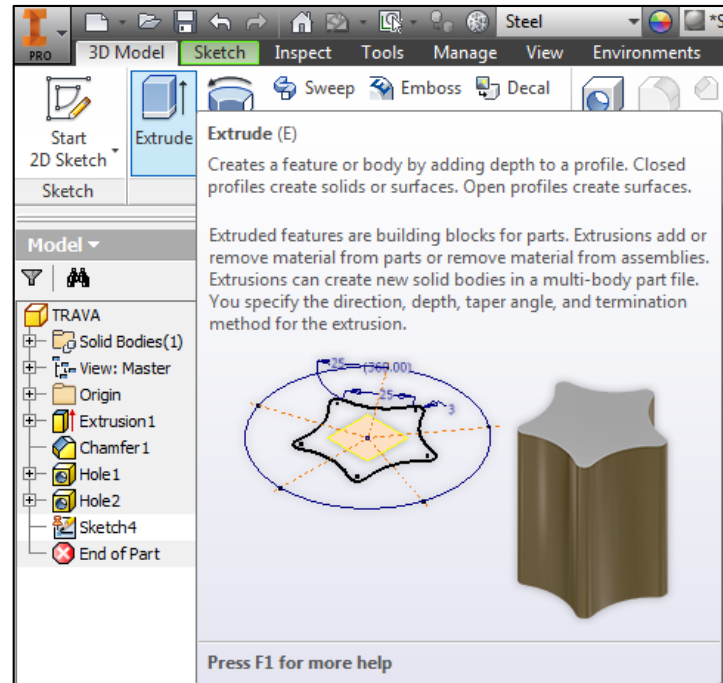 Steel
PRO
3D Model Sketch Inspect Tools Manage View Environments
Start
2D Sketch
Extrude
Sweep Emboss Decal
Sketch
Extrude (E)
Creates a feature or body by adding depth to a profile. Closed
profiles create solids or surfaces. Open profiles create surfaces.
Extruded features are building blocks for parts. Extrusions add or
remove material from parts or remove material from assemblies.
Extrusions can create new solid bodies in a multi-body part file.
You specify the direction, depth, taper angle, and termination
method for the extrusion.
25 (360.00)
25
3
Press F1 for more help
Model
TRAVA
Solid Bodies(1)
View: Master
Origin
Extrusion1
Chamfer1
Hole1
Hole2
Sketch4
End of Part